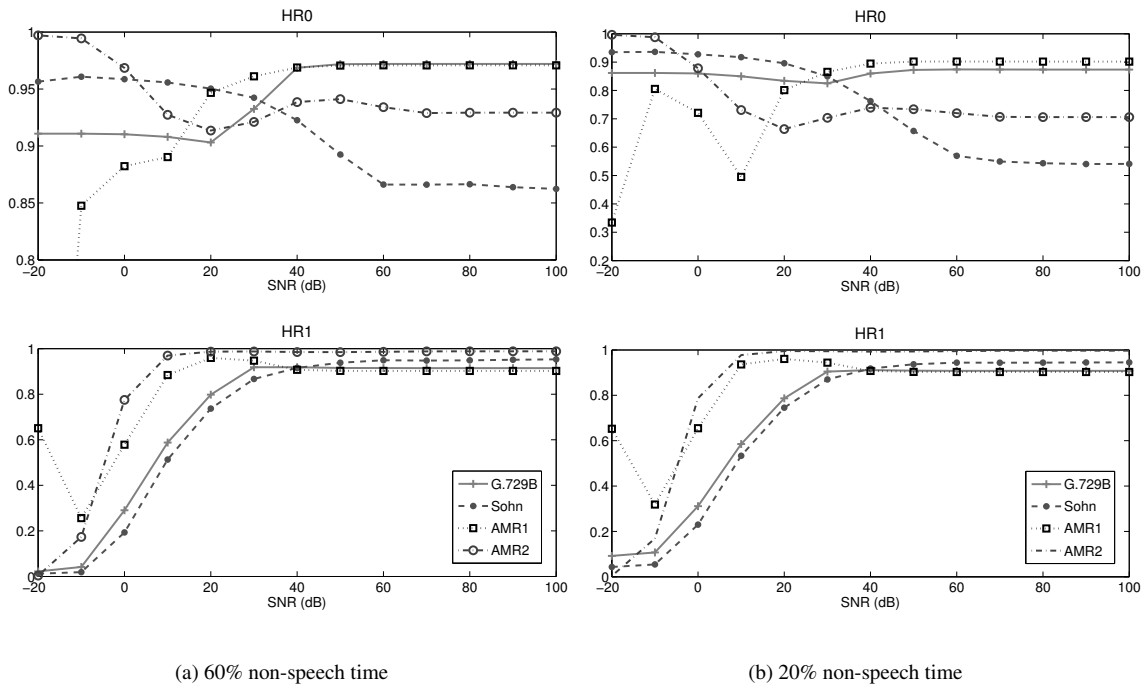 HR0
1
0.95
0.9
0.85
0.8
−20 0 20 40 60 80 100
SNR (dB)
HR0
1
0.9
0.8
0.7
0.6
0.5
0.4
0.3
0.2
−20 0 20 40 60 80 100
SNR (dB)
HR1
1
0.8
0.6
0.4
0.2
0
−20 0 20 40 60 80 100
SNR (dB)
G.729B
Sohn
AMR1
AMR2
HR1
1
0.8
0.6
0.4
0.2
0
−20 0 20 40 60 80 100
SNR (dB)
G.729B
Sohn
AMR1
AMR2
(a) 60% non-speech time
(b) 20% non-speech time